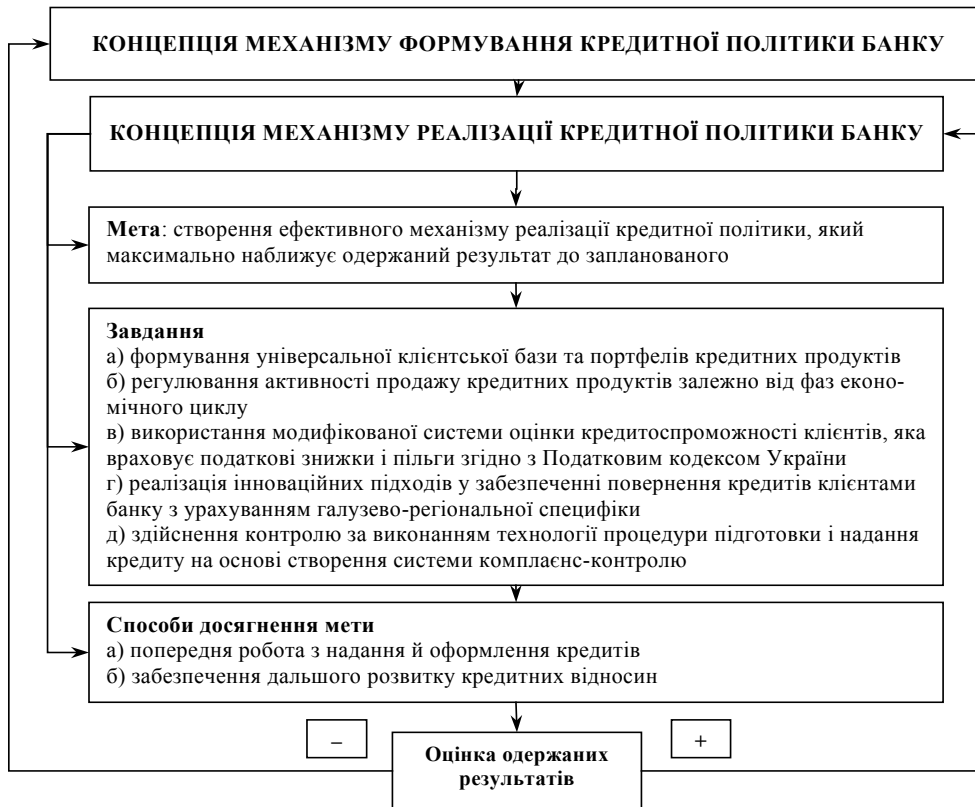 КОНЦЕПЦІЯ МЕХАНІЗМУ ФОРМУВАННЯ КРЕДИТНОЇ ПОЛІТИКИ БАНКУ
КОНЦЕПЦІЯ МЕХАНІЗМУ РЕАЛІЗАЦІЇ КРЕДИТНОЇ ПОЛІТИКИ БАНКУ
Мета: створення ефективного механізму реалізації кредитної політики, який
максимально наближує одержаний результат до запланованого
Завдання
а) формування універсальної клієнтської бази та портфелів кредитних продуктів
б) регулювання активності продажу кредитних продуктів залежно від фаз еконо-
мічного циклу
в) використання модифікованої системи оцінки кредитоспроможності клієнтів, яка
враховує податкові знижки і пільги згідно з Податковим кодексом України
г) реалізація інноваційних підходів у забезпеченні повернення кредитів клієнтами
банку з урахуванням галузево-регіональної специфіки
д) здійснення контролю за виконанням технології процедури підготовки і надання
кредиту на основі створення системи комплаєнс-контролю
Способи досягнення мети
а) попередня робота з надання й оформлення кредитів
б) забезпечення дальшого розвитку кредитних відносин
–
+
Оцінка одержаних
результатів